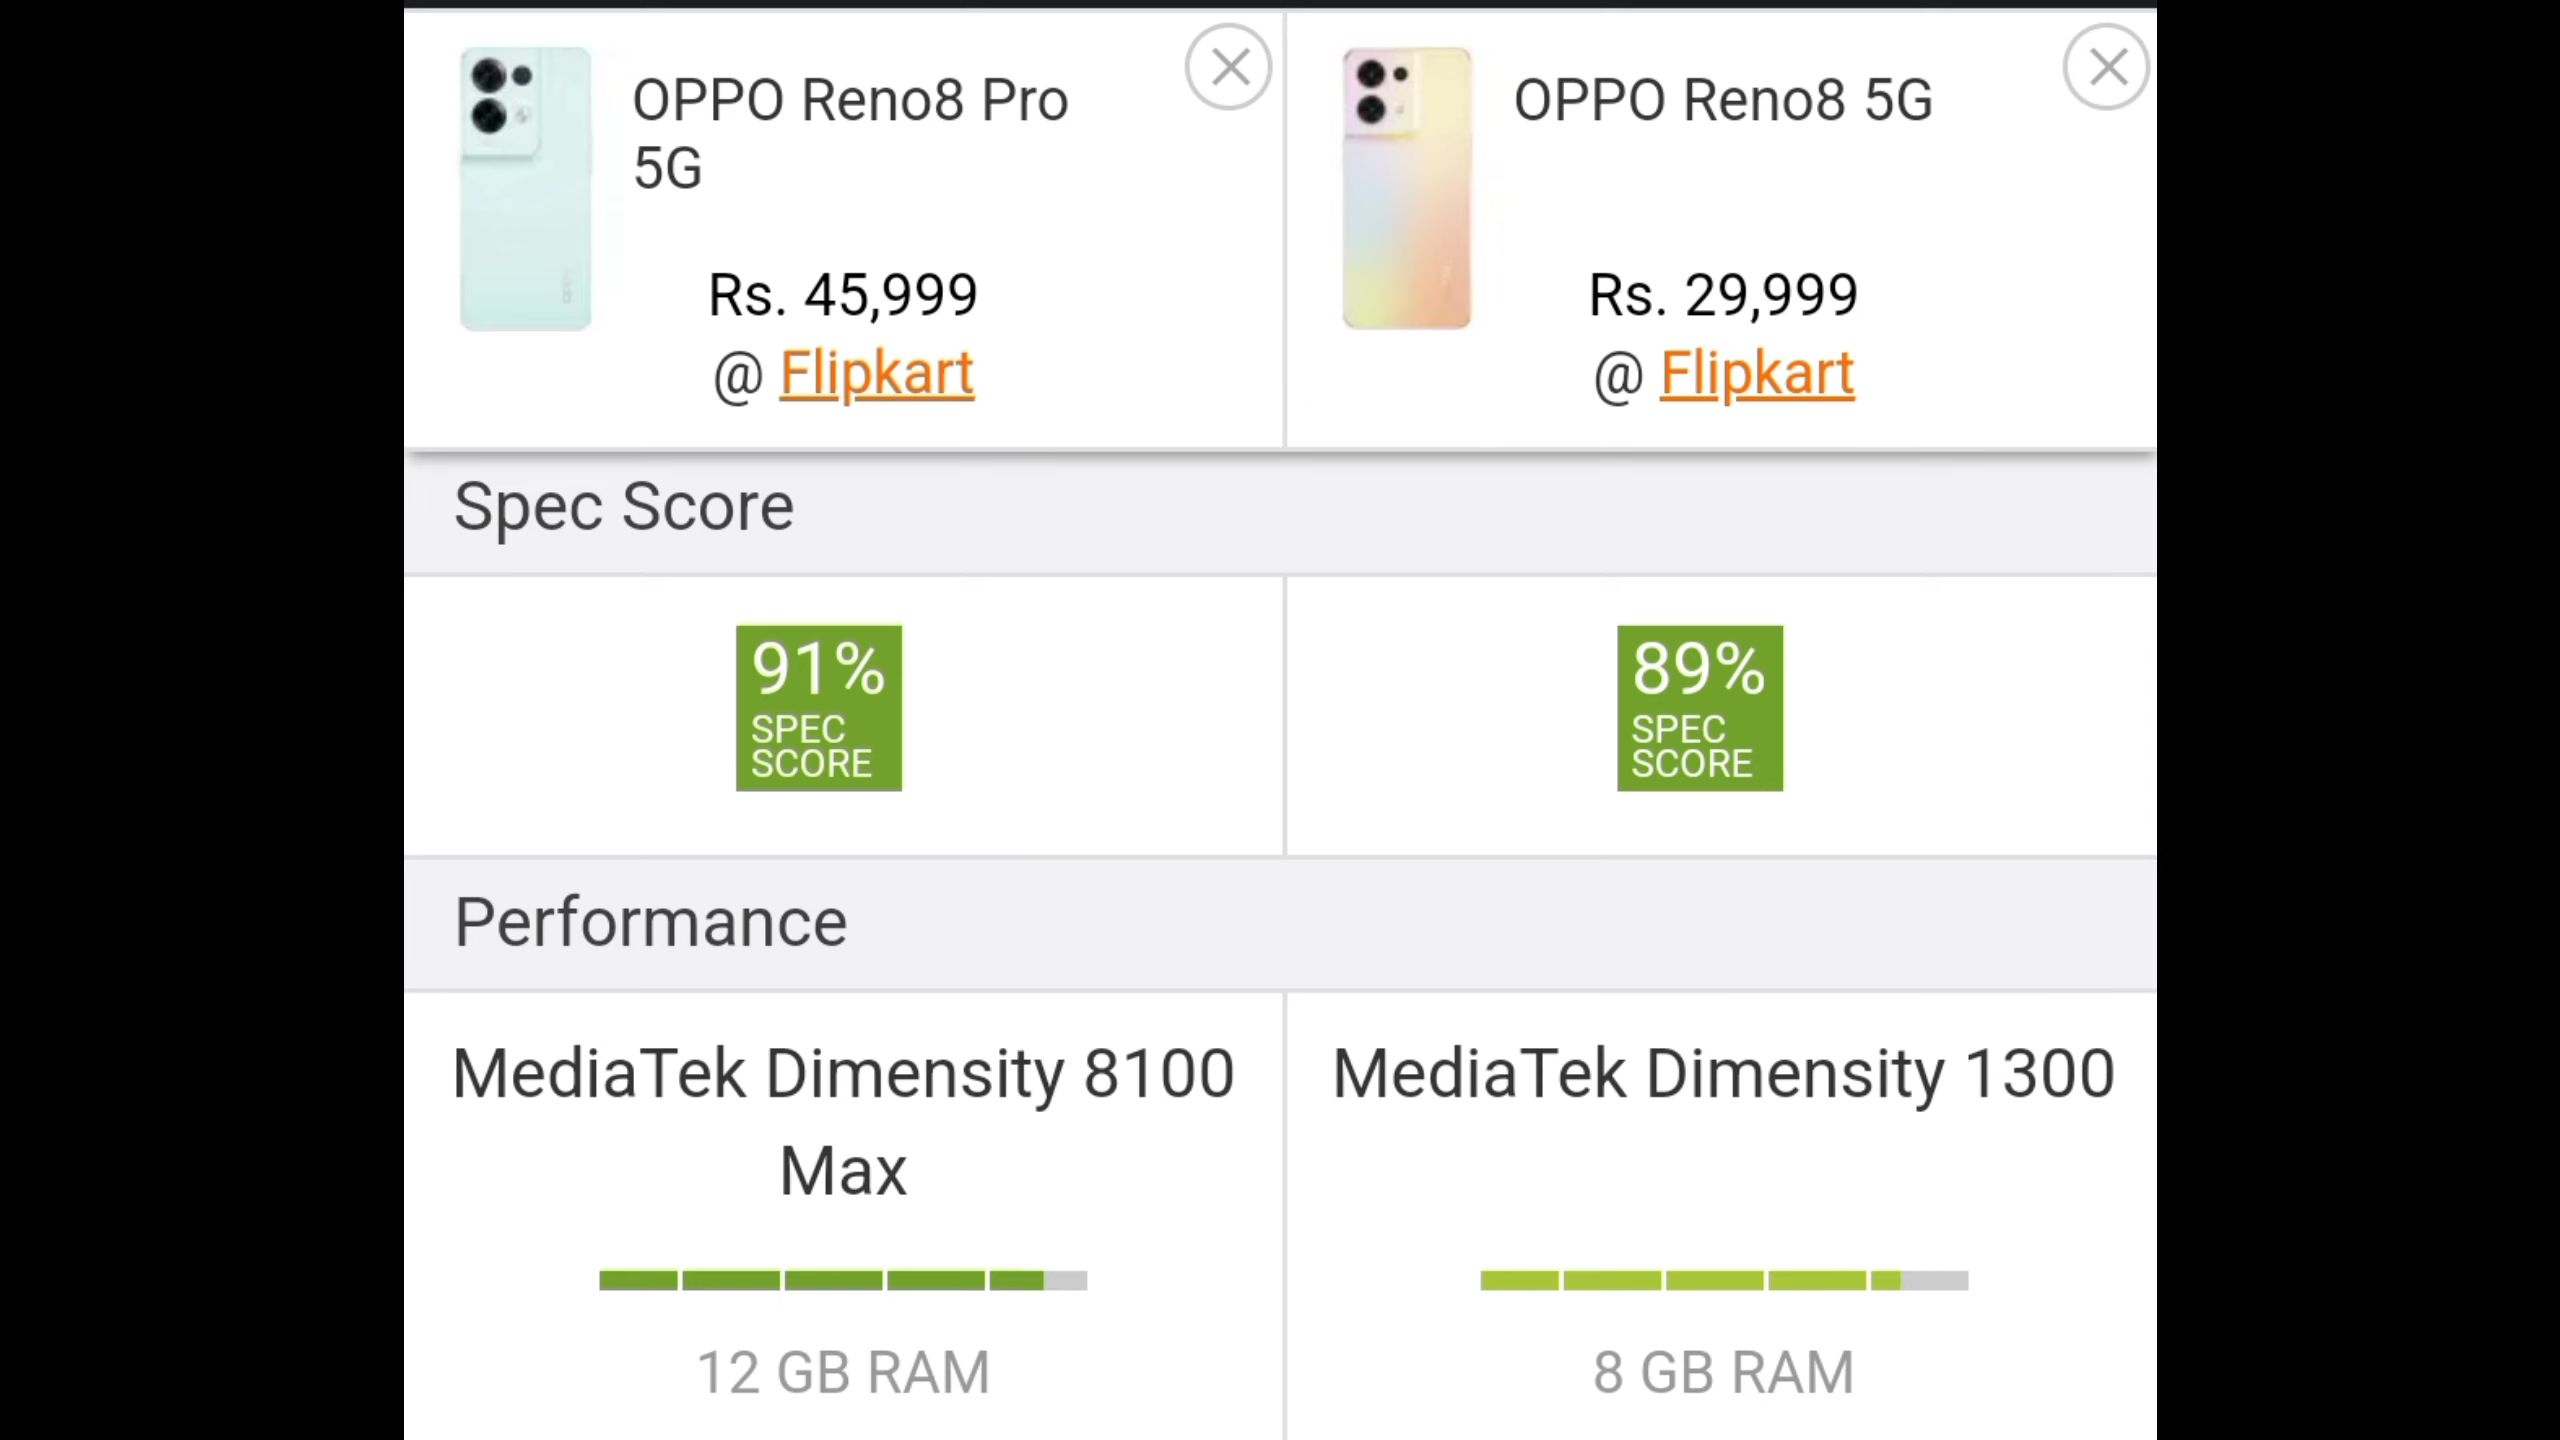 OPPO Reno8 Pro
5G
Rs. 45,999
@ Flipkart
OPPO Reno8 5G
Rs. 29,999
@ Flipkart
Spec Score
91%
SPEC
SCORE
89%
SPEC
SCORE
Performance
MediaTek Dimensity 8100
Max
12 GB RAM
MediaTek Dimensity 1300
8 GB RAM